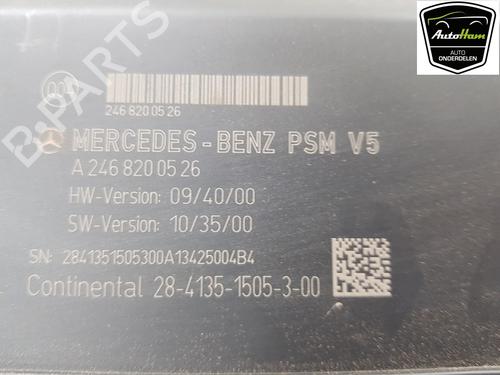 AutoHam
AUTO
ONDERDELEN
B-PARTS
246 820 05 26
MERCEDES-BENZ PSM V5
A 246 820 05 26
HW-Version: 09/40/00
SW-Version: 10/35/00
SN: 2841351505300A13425004B4
Continental 28-4135-1505-3-00